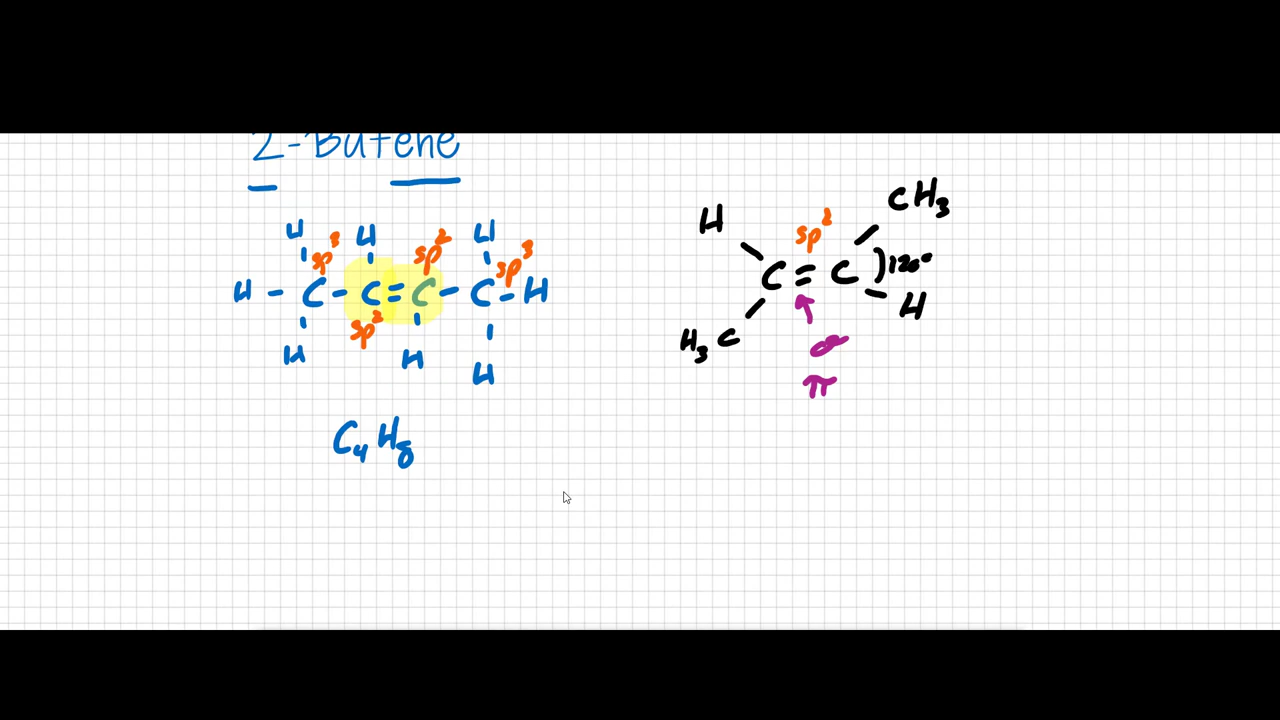 2-Butene
H H sp² H
sp³ sp³
H - C - C = C - C - H
sp²
H H
H
C₄H₈
CH₃
H sp²
C = C )120°
H
H₃C
σ
π